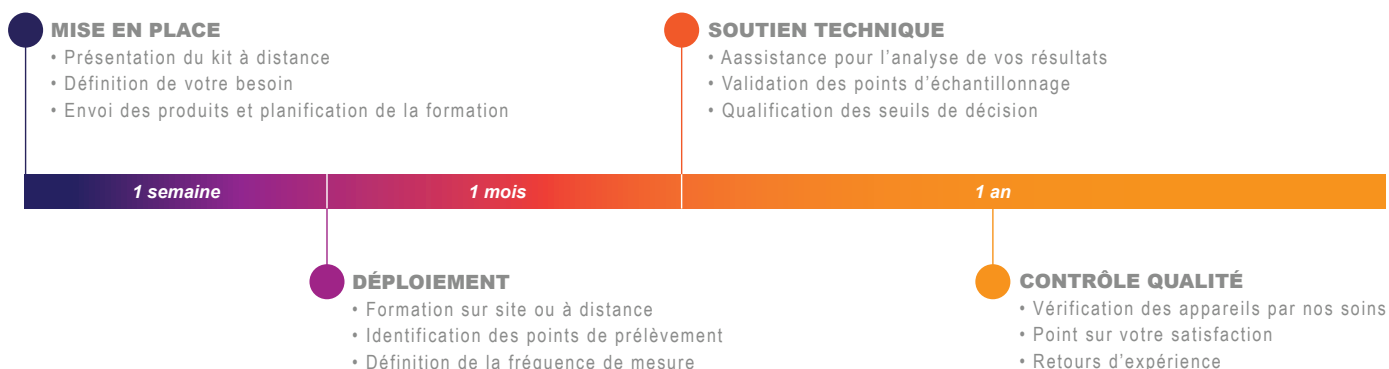 MISE EN PLACE
• Présentation du kit à distance
• Définition de votre besoin
• Envoi des produits et planification de la formation
SOUTIEN TECHNIQUE
• Aassistance pour l'analyse de vos résultats
• Validation des points d'échantillonnage
• Qualification des seuils de décision
1 semaine
1 mois
1 an
DÉPLOIEMENT
• Formation sur site ou à distance
• Identification des points de prélèvement
• Définition de la fréquence de mesure
CONTRÔLE QUALITÉ
• Vérification des appareils par nos soins
• Point sur votre satisfaction
• Retours d'expérience